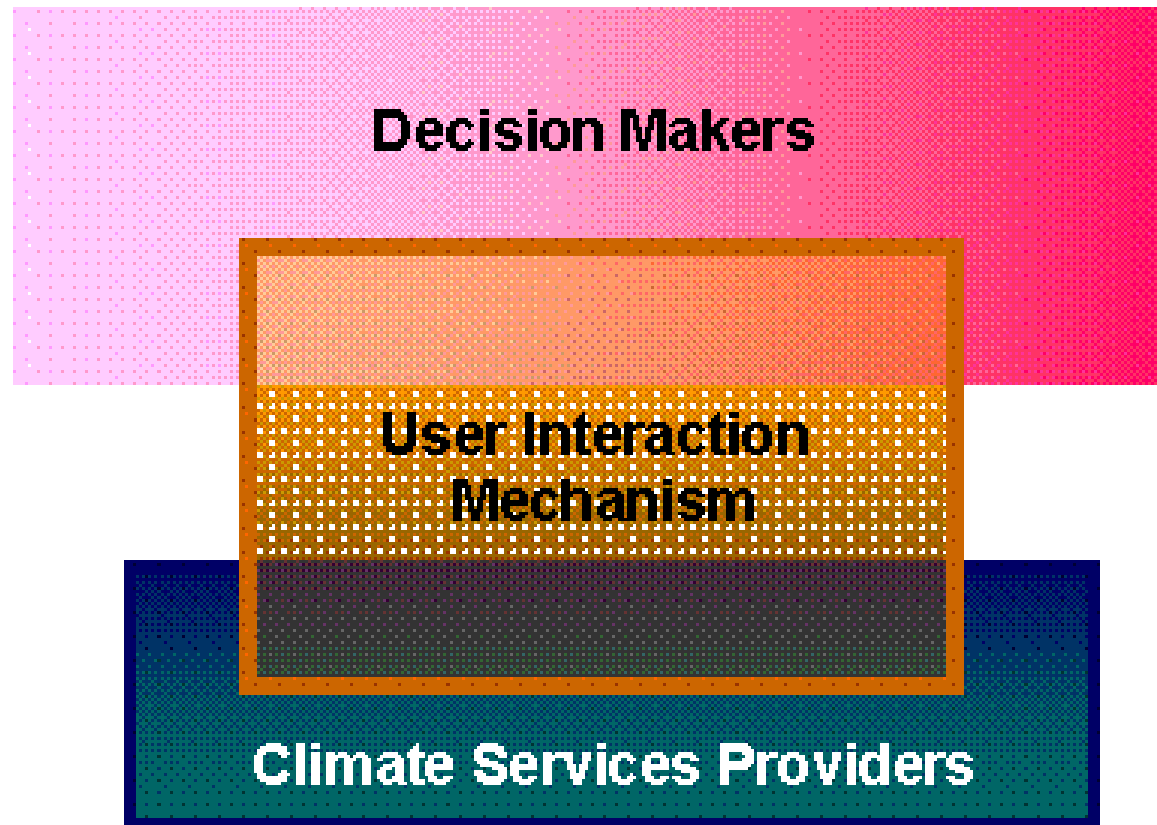 Decision Makers
User Interaction
Mechanism
Climate Services Providers